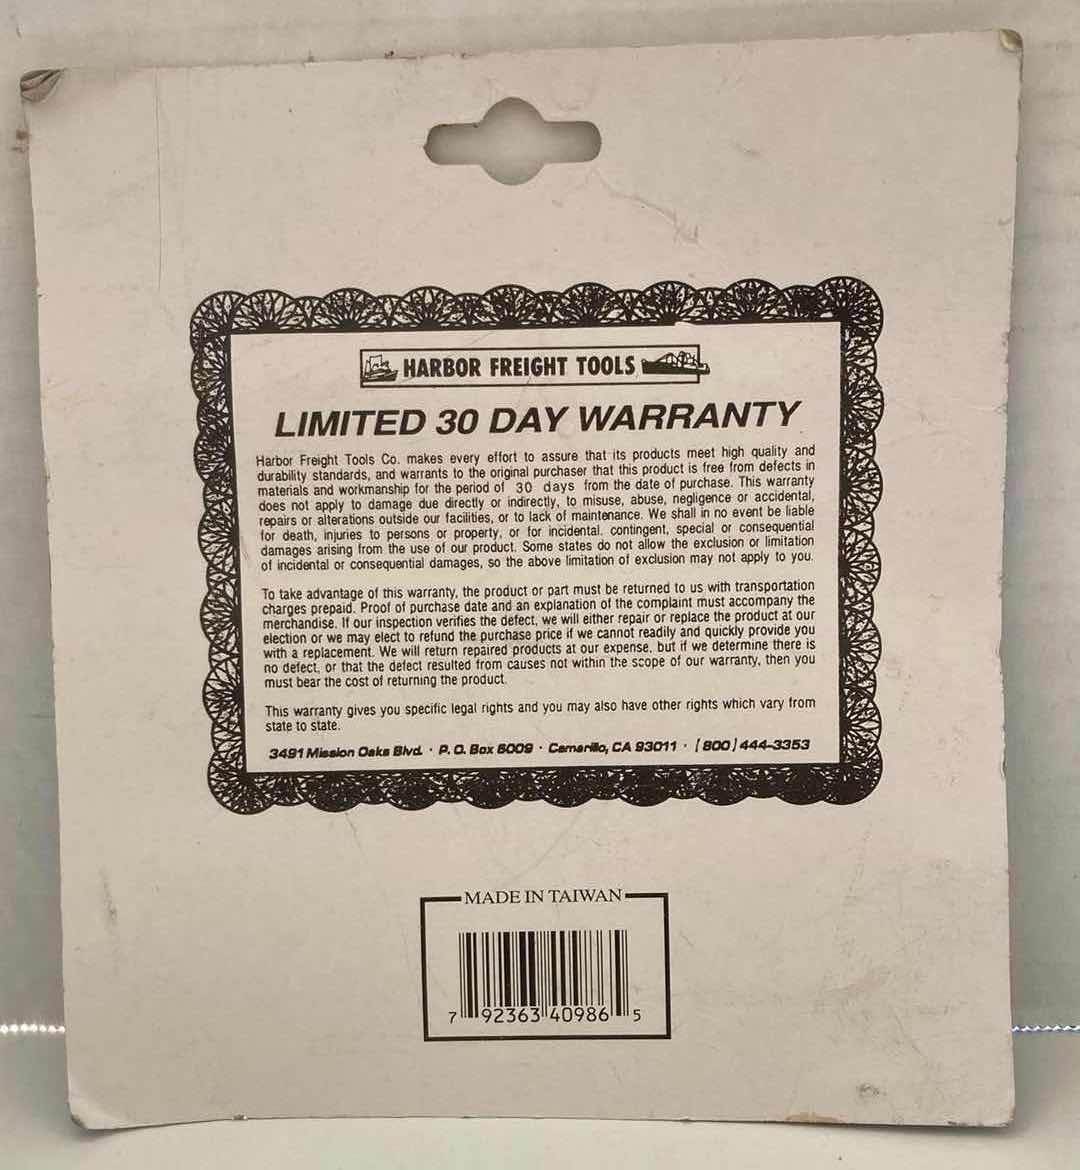 HARBOR FREIGHT TOOLS
LIMITED 30 DAY WARRANTY
Harbor Freight Tools Co. makes every effort to assure that its products meet high quality and
durability standards, and warrants to the original purchaser that this product is free from defects in
materials and workmanship for the period of 30 days from the date of purchase. This warranty
does not apply to damage due directly or indirectly, to misuse, abuse, negligence or accidental,
repairs or alterations outside our facilities, or to lack of maintenance. We shall in no event be liable
for death, injuries to persons or property, or for incidental. contingent, special or consequential
damages arising from the use of our product. Some states do not allow the exclusion or limitation
of incidental or consequential damages, so the above limitation of exclusion may not apply to you.
To take advantage of this warranty, the product or part must be returned to us with transportation
charges prepaid. Proof of purchase date and an explanation of the complaint must accompany the
merchandise. If our inspection verifies the defect, we will either repair or replace the product at our
election or we may elect to refund the purchase price if we cannot readily and quickly provide you
with a replacement. We will return repaired products at our expense, but if we determine there is
no defect, or that the defect resulted from causes not within the scope of our warranty, then you
must bear the cost of returning the product.
This warranty gives you specific legal rights and you may also have other rights which vary from
state to state.
3491 Mission Oaks Blvd. · P. O. Box 6009 · Camarillo, CA 93011 · (800) 444-3353
MADE IN TAIWAN
7 92363 40986 5